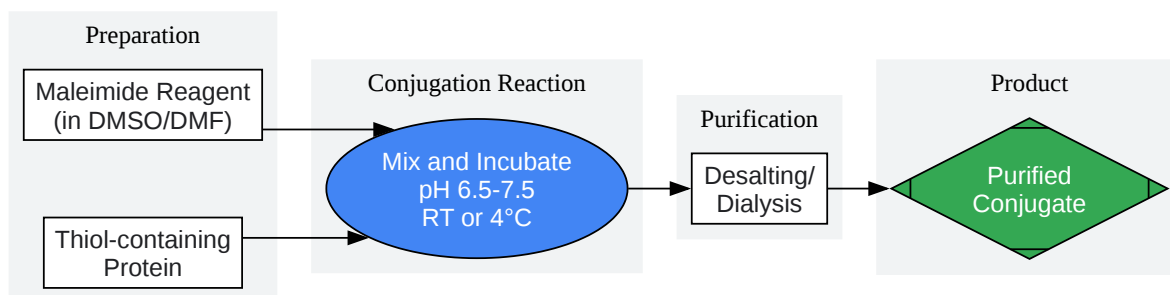 Preparation
Maleimide Reagent
(in DMSO/DMF)
Thiol-containing
Protein
Conjugation Reaction
Mix and Incubate
pH 6.5-7.5
RT or 4°C
Purification
Desalting/
Dialysis
Product
Purified
Conjugate